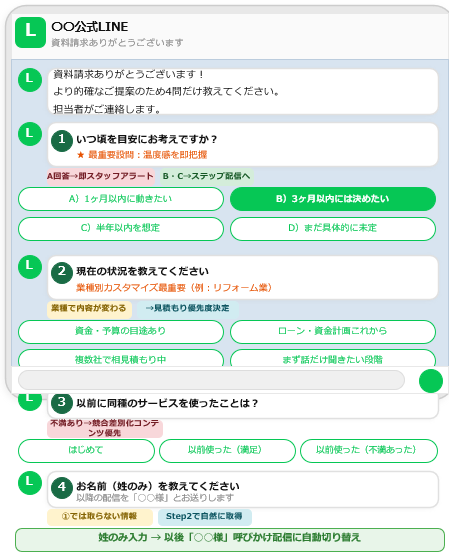 L
〇〇公式LINE
資料請求ありがとうございます
L
資料請求ありがとうございます！
より的確なご提案のため4問だけ教えてください。
担当者がご連絡します。
L
1 いつ頃を目安にお考えですか？
★ 最重要設問：温度感を即把握
A回答→即スタッフアラート B・C→ステップ配信へ
A）1ヶ月以内に動きたい B）3ヶ月以内には決めたい
C）半年以内を想定 D）まだ具体的に未定
L
2 現在の状況を教えてください
業種別カスタマイズ最重要（例：リフォーム業）
業種で内容が変わる →見積もり優先度決定
資金・予算の目途あり ローン・資金計画これから
複数社で相見積もり中 まず話だけ聞きたい段階
L
3 以前に同種のサービスを使ったことは？
不満あり→競合差別化コンテ
ンツ優先
はじめて 以前使った（満足） 以前使った（不満あった）
L
4 お名前（姓のみ）を教えてください
以降の配信を「○○様」とお送りします
①では取らない情報 Step2で自然に取得
姓のみ入力 → 以後「○○様」呼びかけ配信に自動切り替え